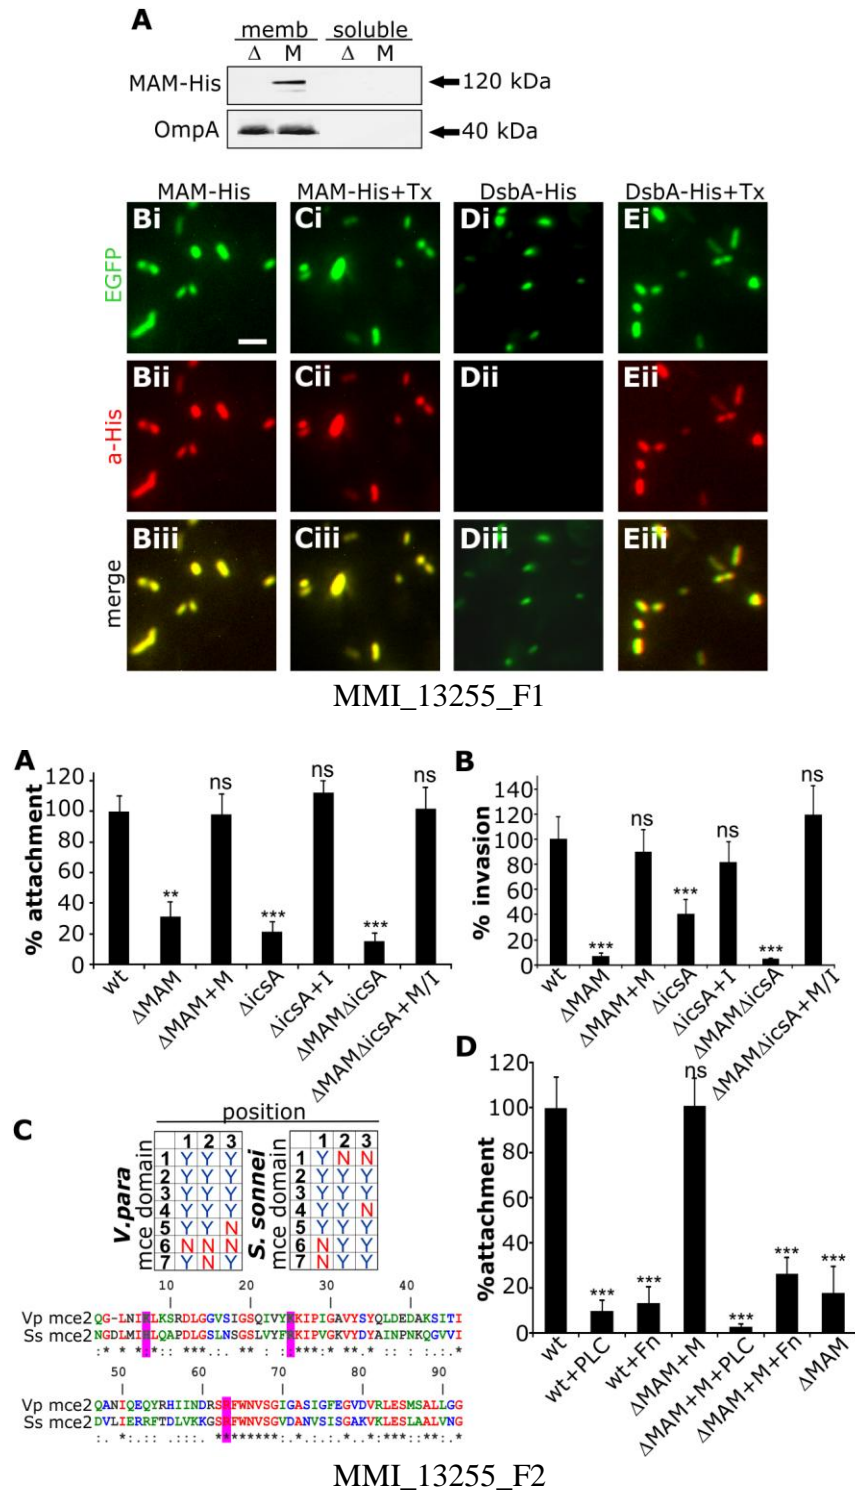 A
memb soluble
Δ M Δ M
MAM-His 120 kDa
OmpA 40 kDa
MAM-His MAM-His+Tx DsbA-His DsbA-His+Tx
EGFP
Bi Ci Di Ei
a-His
Bii Cii Dii Eii
merge
Biii Ciii Diii Eiii
MMI_13255_F1
A
% attachment
120
100
80
60
40
20
0
** ns *** ns *** ns
wt ΔMAM ΔMAM+M ΔicsA ΔicsA+I ΔMAMΔicsA ΔMAMΔicsA+M/I
B
% invasion
140
120
100
80
60
40
20
0
*** ns *** ns *** ns
wt ΔMAM ΔMAM+M ΔicsA ΔicsA+I ΔMAMΔicsA ΔMAMΔicsA+M/I
C
position
V.para
mce domain
1 2 3
1 Y Y Y
2 Y Y Y
3 Y Y Y
4 Y Y Y
5 Y Y N
6 N N N
7 Y N Y
S. sonnei
mce domain
1 2 3
1 Y N N
2 Y Y Y
3 Y Y Y
4 Y Y N
5 Y Y Y
6 N Y Y
7 N Y Y
10 20 30 40
Vp mce2 QG-LNIKLKSRDLGGVSIGSQIVYKKIPIGAVYSYQLDEDAKSITI
Ss mce2 NGDLMIHLQAPDLGSLNSGSLVYFRKIPVGKVYDYAINPNKQGVVI
50 60 70 80 90
Vp mce2 QANIQEQYRHIINDRSRFWNVSGIGASIGFEGVDVRLESMSALLGG
Ss mce2 DVLIERRFTDLVKKGSRFWNVSGVDANVSISGAKVKLESLAALVNG
D
%attachment
120
100
80
60
40
20
0
*** *** ns *** *** ***
wt wt+PLC wt+Fn ΔMAM+M ΔMAM+M+PLC ΔMAM+M+Fn ΔMAM
MMI_13255_F2